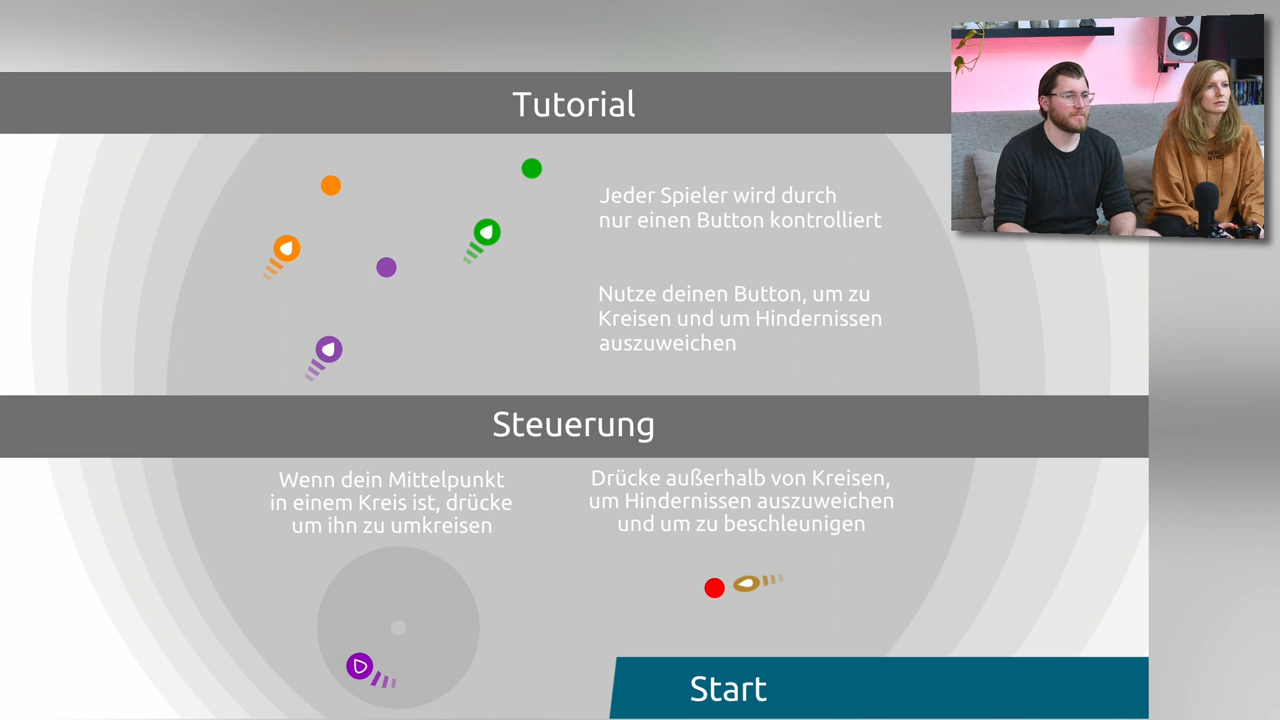 Tutorial
Jeder Spieler wird durch
nur einen Button kontrolliert
Nutze deinen Button, um zu
Kreisen und um Hindernissen
auszuweichen
Steuerung
Wenn dein Mittelpunkt
in einem Kreis ist, drücke
um ihn zu umkreisen
Drücke außerhalb von Kreisen,
um Hindernissen auszuweichen
und um zu beschleunigen
Start